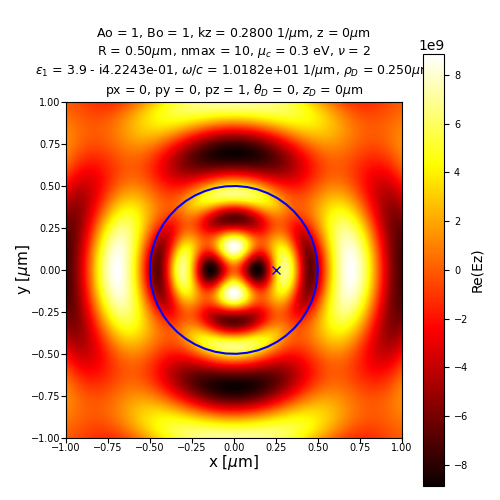 Ao = 1, Bo = 1, kz = 0.2800 1/μm, z = 0μm
R = 0.50μm, nmax = 10, μ_c = 0.3 eV, ν = 2
ε₁ = 3.9 - i4.2243e-01, ω/c = 1.0182e+01 1/μm, ρ_D = 0.250μm
px = 0, py = 0, pz = 1, θ_D = 0, z_D = 0μm
1e9
1.00
0.75
0.50
0.25
0.00
−0.25
−0.50
−0.75
−1.00
y [μm]
−1.00 −0.75 −0.50 −0.25 0.00 0.25 0.50 0.75 1.00
x [μm]
8
6
4
2
0
−2
−4
−6
−8
Re(Ez)